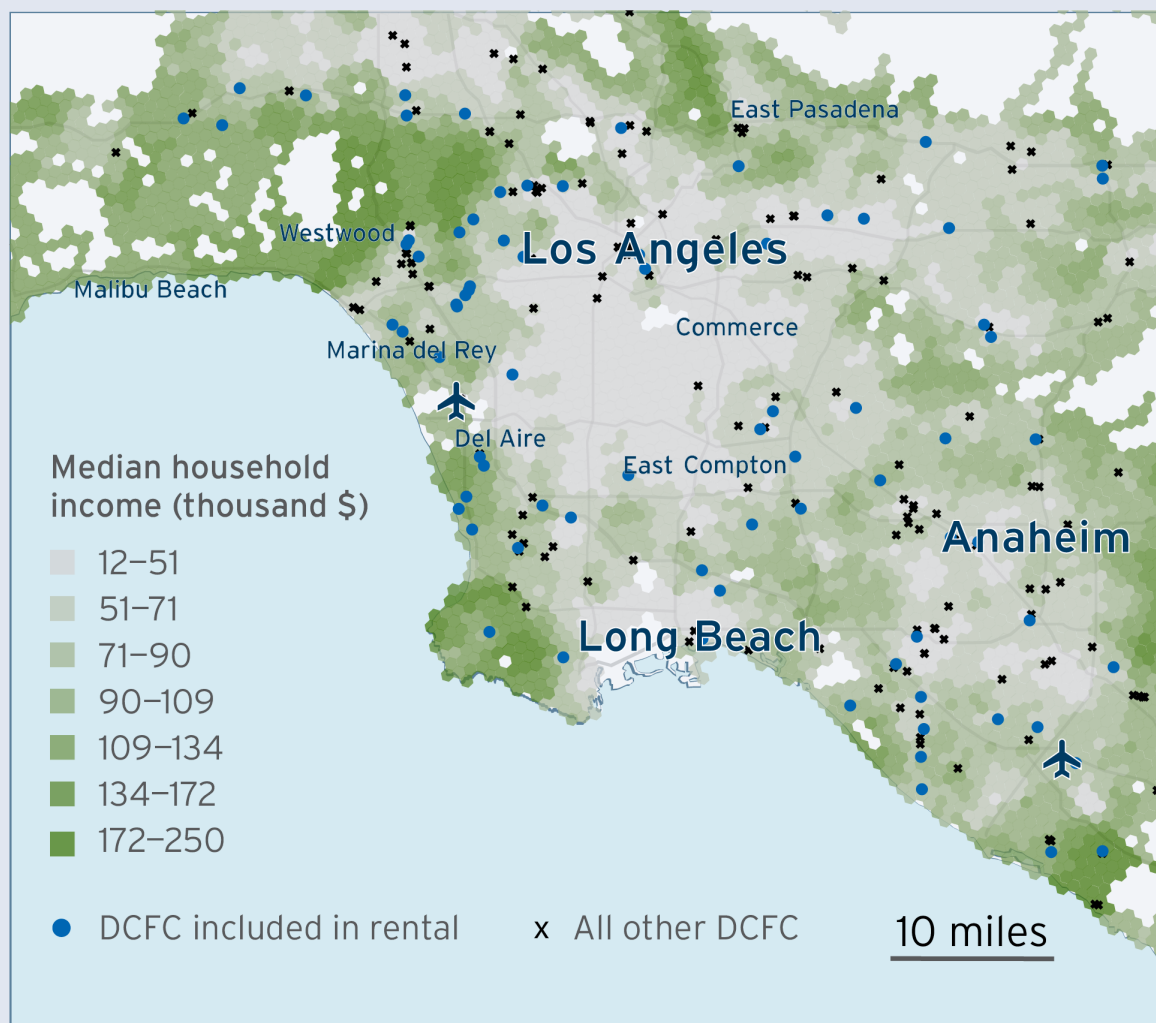 East Pasadena
Westwood
Los Angeles
Malibu Beach
Commerce
Marina del Rey
Del Aire
East Compton
Anaheim
Long Beach
Median household
income (thousand $)
12–51
51–71
71–90
90–109
109–134
134–172
172–250
DCFC included in rental
x All other DCFC
10 miles